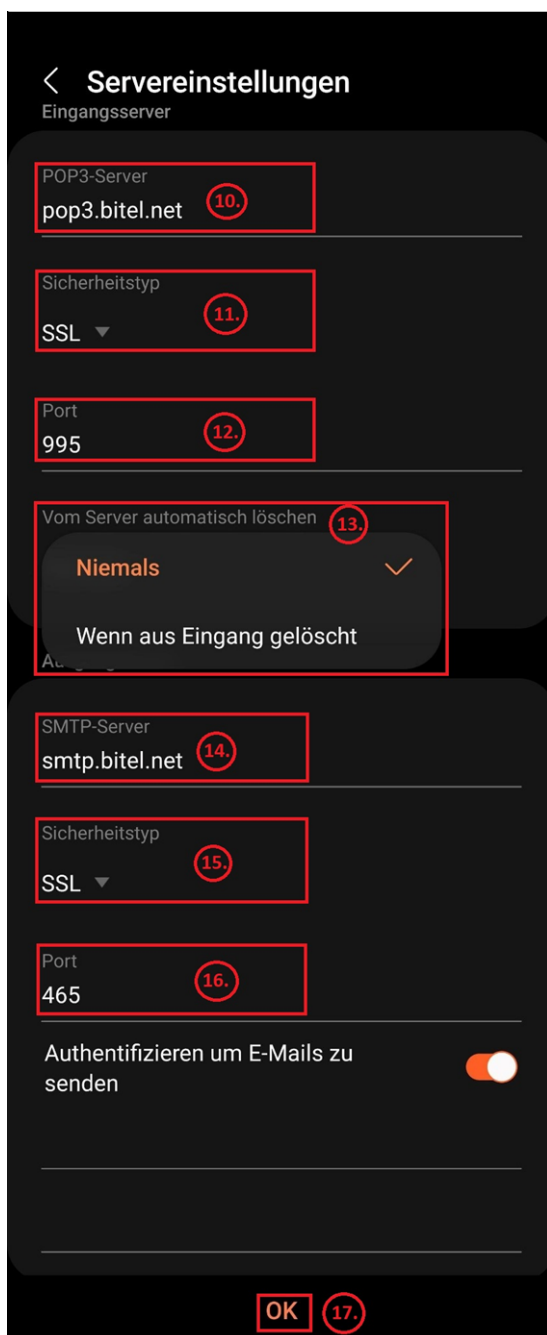 Servereinstellungen
Eingangsserver
POP3-Server
pop3.bitel.net 10.
Sicherheitstyp
SSL 11.
Port
995 12.
Vom Server automatisch löschen 13.
Niemals
Wenn aus Eingang gelöscht
SMTP-Server
smtp.bitel.net 14.
Sicherheitstyp
SSL 15.
Port
465 16.
Authentifizieren um E-Mails zu
senden
OK 17.